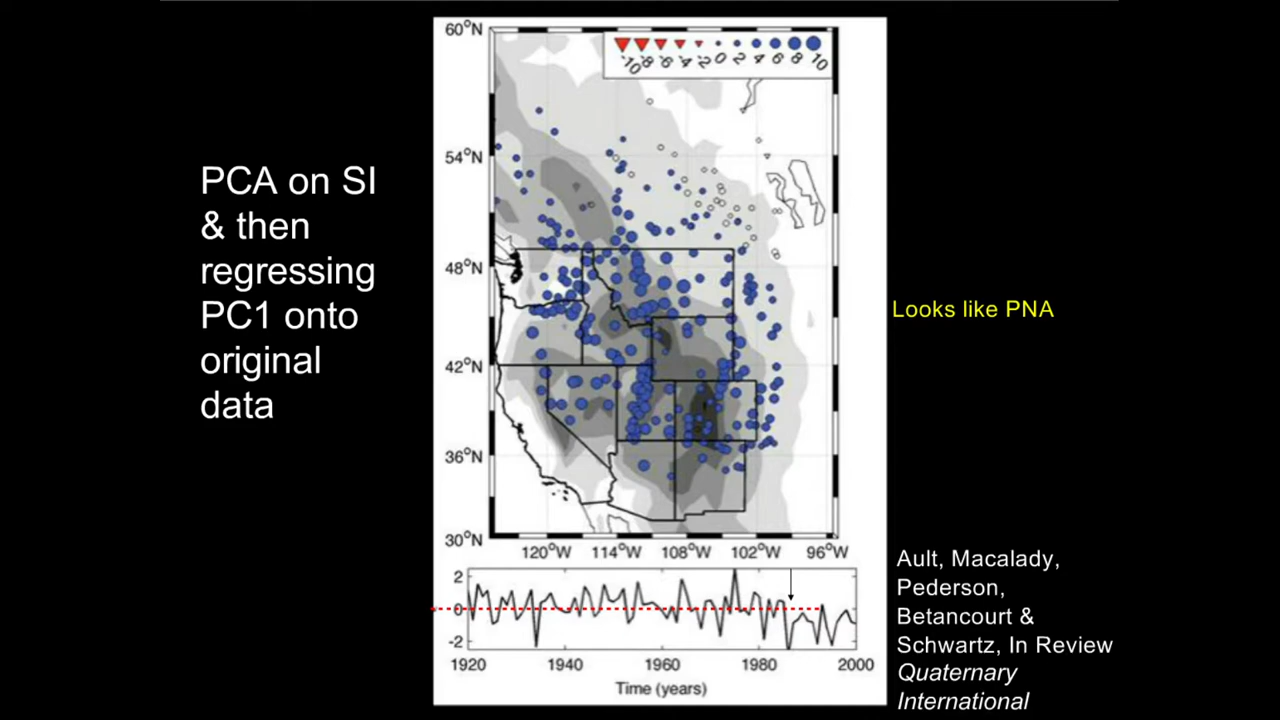 PCA on SI
& then
regressing
PC1 onto
original
data
60°N
54°N
48°N
42°N
36°N
30°N
-10 -8 -6 -4 -2 0 2 4 6 8 10
120°W 114°W 108°W 102°W 96°W
2
0
-2
1920 1940 1960 1980 2000
Time (years)
Looks like PNA
Ault, Macalady,
Pederson,
Betancourt &
Schwartz, In Review
Quaternary
International